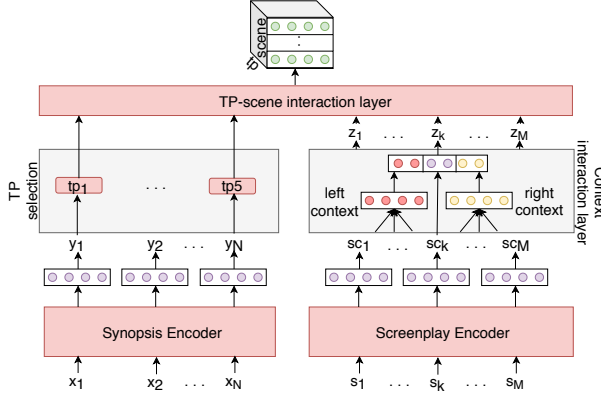 scene
tp
TP-scene interaction layer
z1 . . . zk . . . zM
TP
selection
tp1 . . . tp5
left
context
right
context
Context
interaction layer
y1 y2 . . . yN
sc1 . . . sck . . . scM
Synopsis Encoder
Screenplay Encoder
x1 x2 . . . xN
s1 . . . sk . . . sM